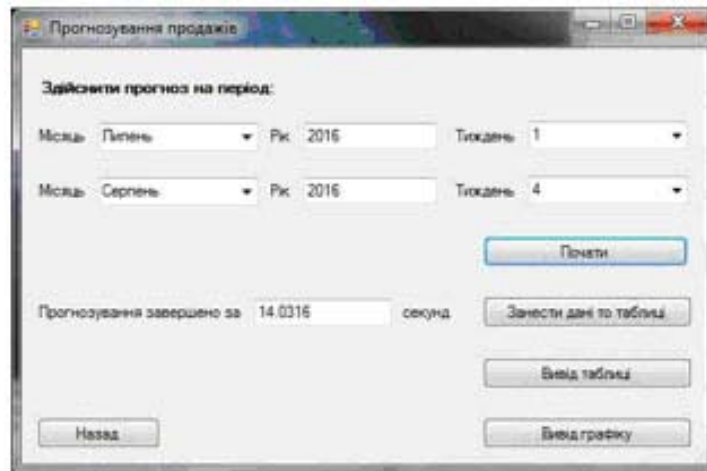 Прогнозування продажів
Здійснити прогноз на період:
Місяць Липень Рік 2016 Тиждень 1
Місяць Серпень Рік 2016 Тиждень 4
Почати
Прогнозування завершено за 14.0316 секунд Занести дані то таблиці
Вивід таблиці
Назад Вивід графіку